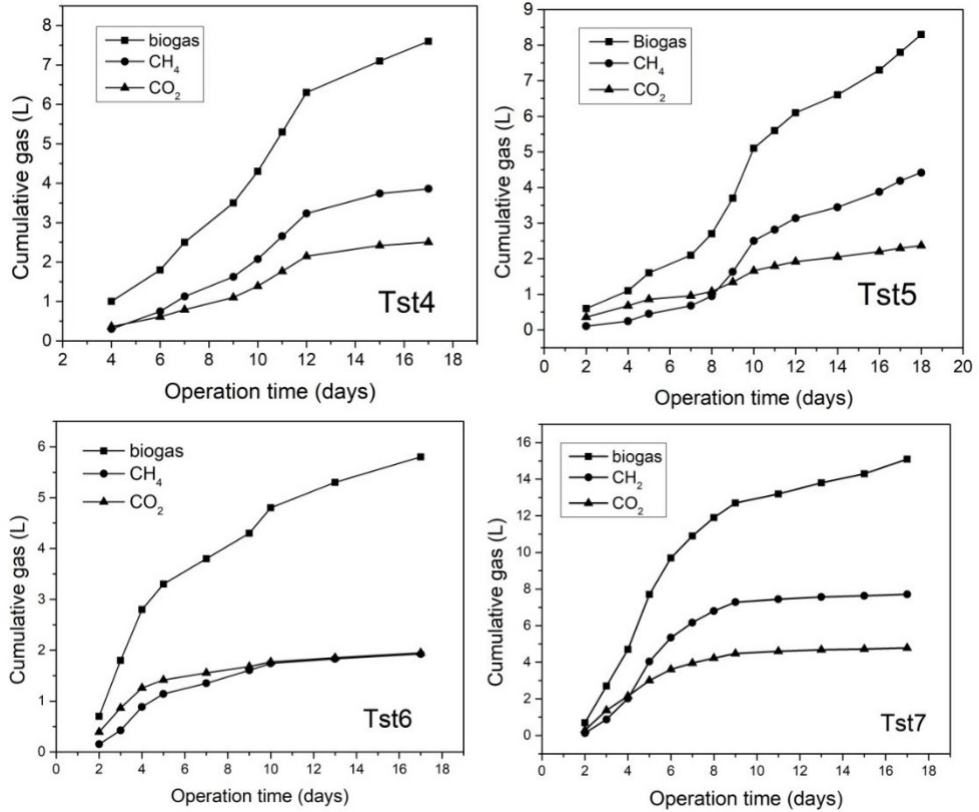 8
7
6
5
4
3
2
1
0
Cumulative gas (L)
biogas
CH₄
CO₂
Tst4
2 4 6 8 10 12 14 16 18
Operation time (days)
9
8
7
6
5
4
3
2
1
0
Cumulative gas (L)
Biogas
CH₄
CO₂
Tst5
0 2 4 6 8 10 12 14 16 18 20
Operation time (days)
6
5
4
3
2
1
0
Cumulative gas (L)
biogas
CH₄
CO₂
Tst6
0 2 4 6 8 10 12 14 16 18
Operation time (days)
16
14
12
10
8
6
4
2
0
Cumulative gas (L)
biogas
CH₂
CO₂
Tst7
0 2 4 6 8 10 12 14 16 18
Operation time (days)